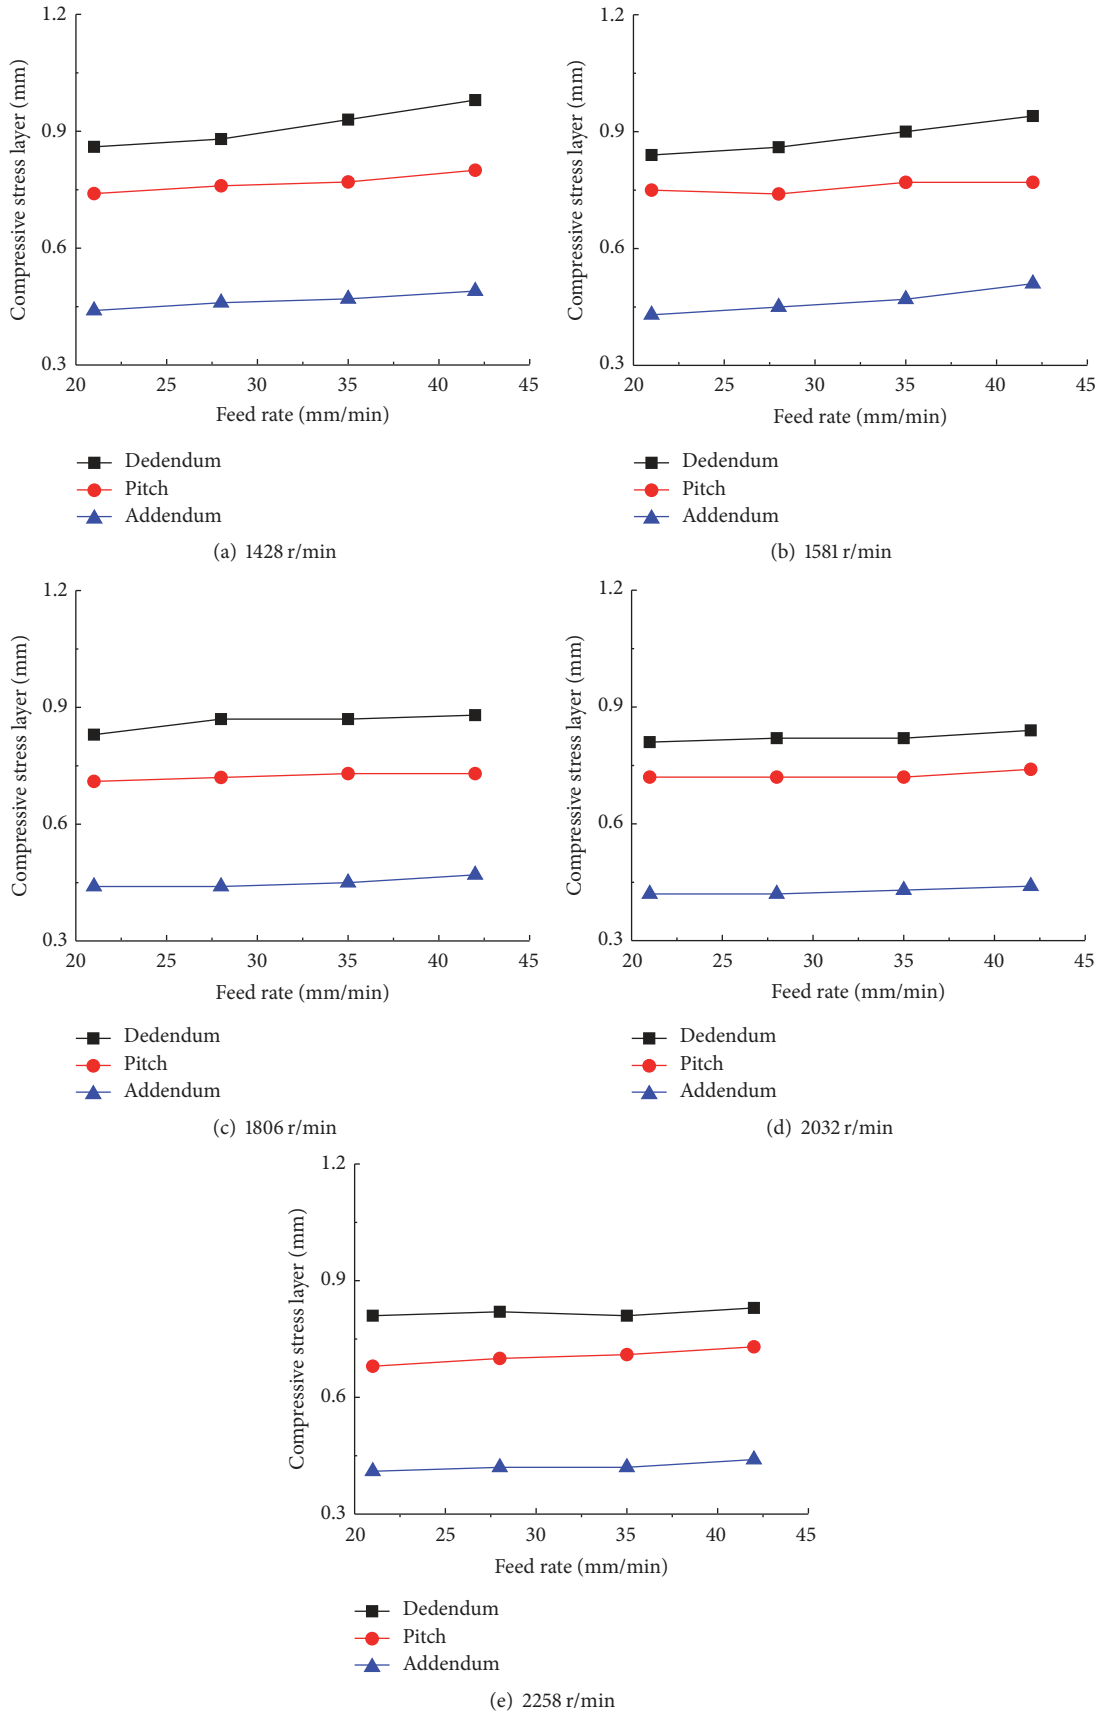 1.2
0.9
0.6
0.3
Compressive stress layer (mm)
20 25 30 35 40 45
Feed rate (mm/min)
Dedendum
Pitch
Addendum
(a) 1428 r/min
1.2
0.9
0.6
0.3
Compressive stress layer (mm)
20 25 30 35 40 45
Feed rate (mm/min)
Dedendum
Pitch
Addendum
(b) 1581 r/min
1.2
0.9
0.6
0.3
Compressive stress layer (mm)
20 25 30 35 40 45
Feed rate (mm/min)
Dedendum
Pitch
Addendum
(c) 1806 r/min
1.2
0.9
0.6
0.3
Compressive stress layer (mm)
20 25 30 35 40 45
Feed rate (mm/min)
Dedendum
Pitch
Addendum
(d) 2032 r/min
1.2
0.9
0.6
0.3
Compressive stress layer (mm)
20 25 30 35 40 45
Feed rate (mm/min)
Dedendum
Pitch
Addendum
(e) 2258 r/min